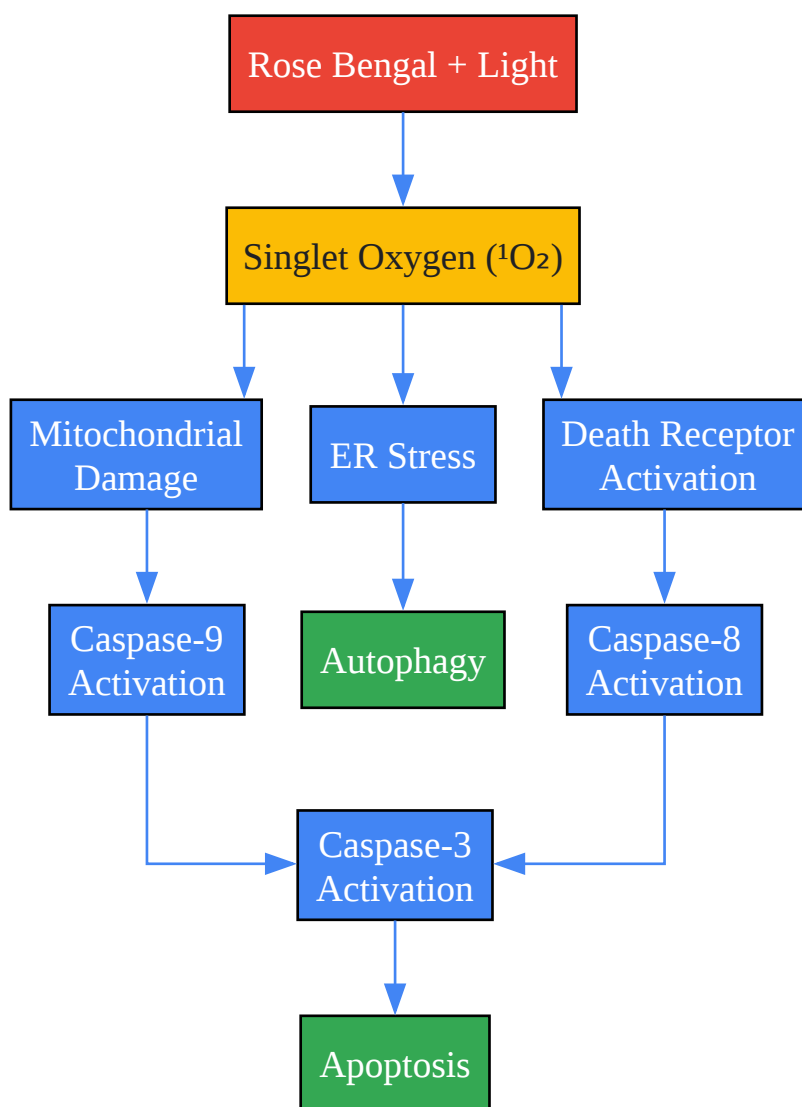 Rose Bengal + Light
Singlet Oxygen (¹O₂)
Mitochondrial
Damage
ER Stress
Death Receptor
Activation
Caspase-9
Activation
Autophagy
Caspase-8
Activation
Caspase-3
Activation
Apoptosis